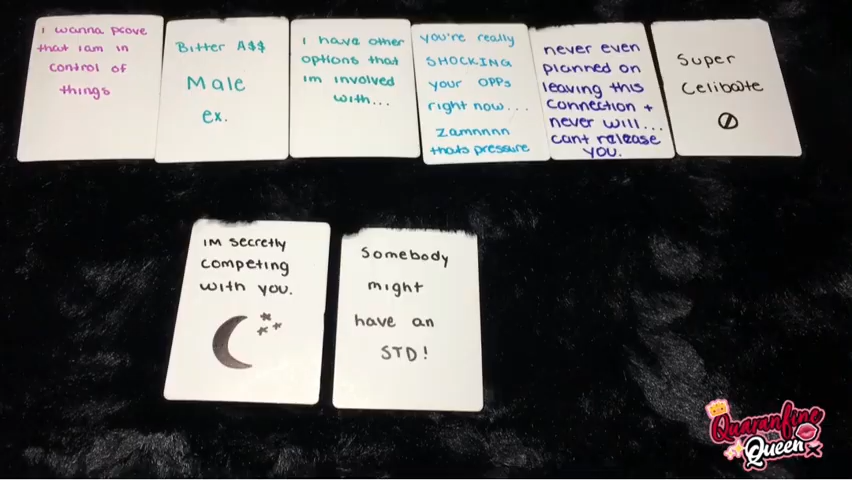 I wanna prove
that I am in
control of
things
Bitter A$$
Male
ex.
I have other
options that
Im involved
with...
you're really
SHOCKING
your OPPs
right now...
Zamnnnn
thats pressure
never even
planned on
leaving this
connection +
never will...
cant release
you.
Super
Celibate
IM secretly
competing
with you.
Somebody
might
have an
STD!
Quaranfine
Queen